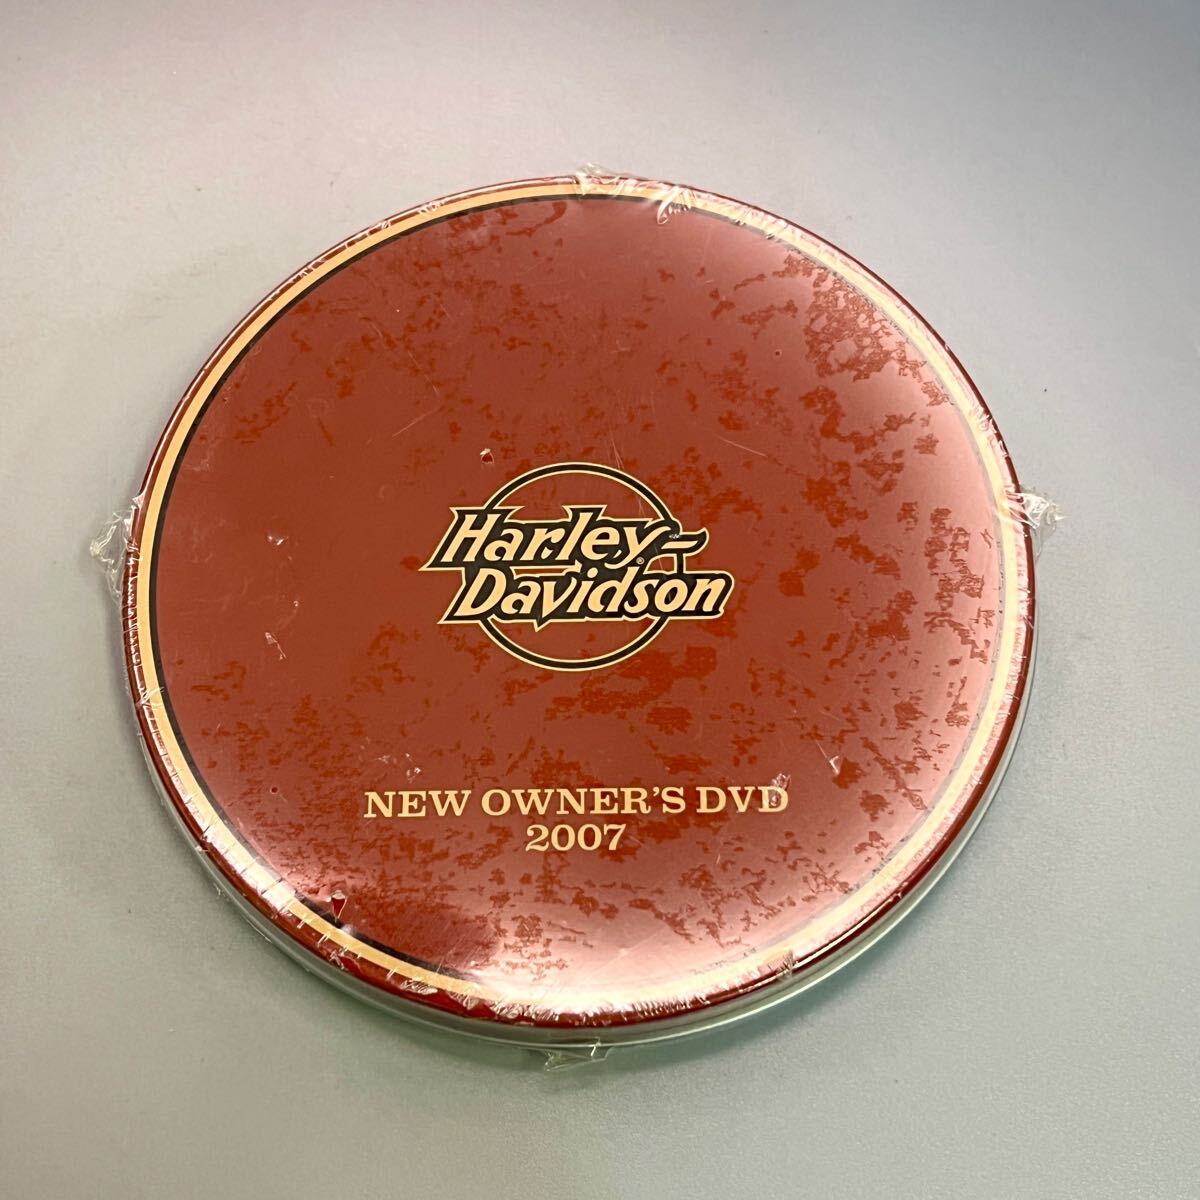 Harley-
Davidson®
NEW OWNER'S DVD
2007